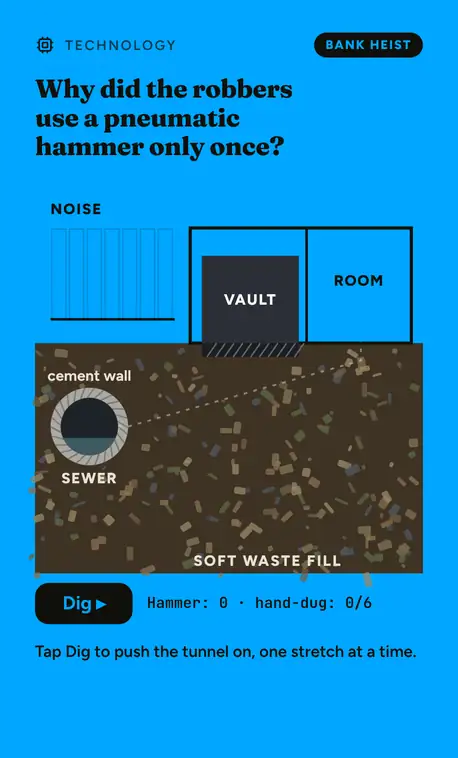 TECHNOLOGY
BANK HEIST
Why did the robbers
use a pneumatic
hammer only once?
NOISE
VAULT
ROOM
cement wall
SEWER
SOFT WASTE FILL
Dig ▸
Hammer: 0 · hand-dug: 0/6
Tap Dig to push the tunnel on, one stretch at a time.